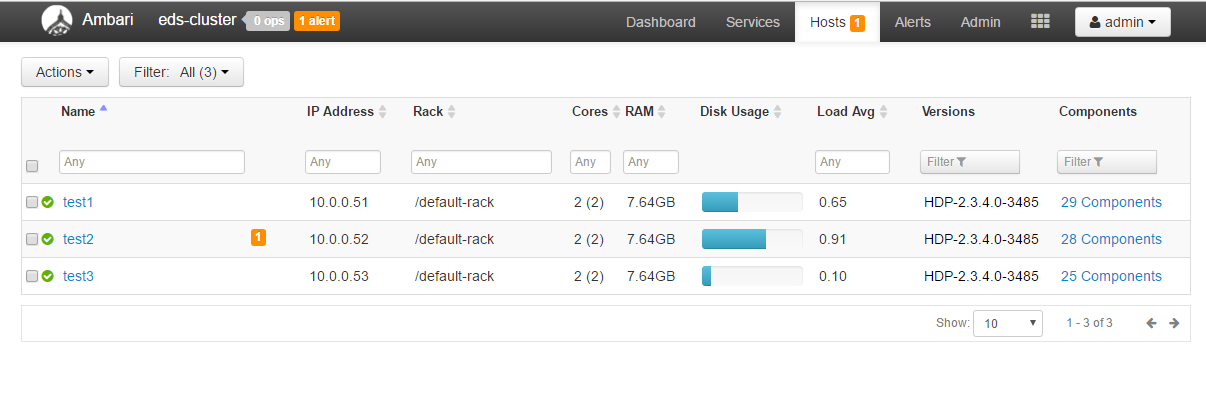 Ambari eds-cluster 0 ops 1 alert Dashboard Services Hosts 1 Alerts Admin admin
Actions Filter: All (3)
Name IP Address Rack Cores RAM Disk Usage Load Avg Versions Components
Any Any Any Any Any Any Filter Filter
test1 10.0.0.51 /default-rack 2 (2) 7.64GB 0.65 HDP-2.3.4.0-3485 29 Components
test2 1 10.0.0.52 /default-rack 2 (2) 7.64GB 0.91 HDP-2.3.4.0-3485 28 Components
test3 10.0.0.53 /default-rack 2 (2) 7.64GB 0.10 HDP-2.3.4.0-3485 25 Components
Show: 10 1 - 3 of 3